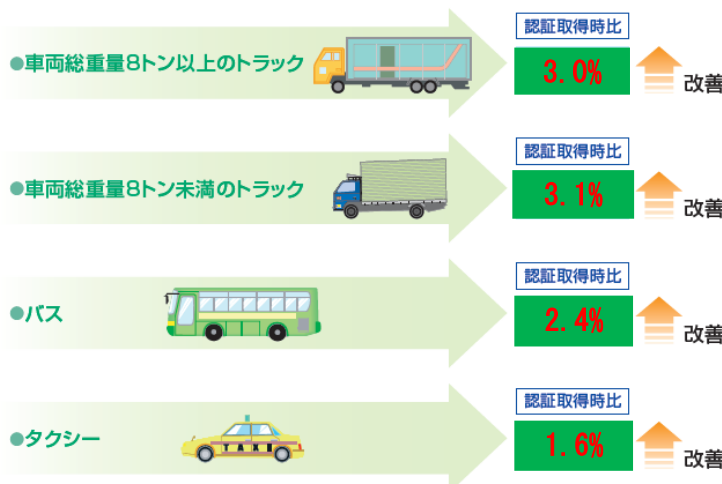 認証取得時比
●車両総重量8トン以上のトラック
3.0%
改善
認証取得時比
●車両総重量8トン未満のトラック
3.1%
改善
認証取得時比
●バス
2.4%
改善
認証取得時比
●タクシー
TAXI
1.6%
改善